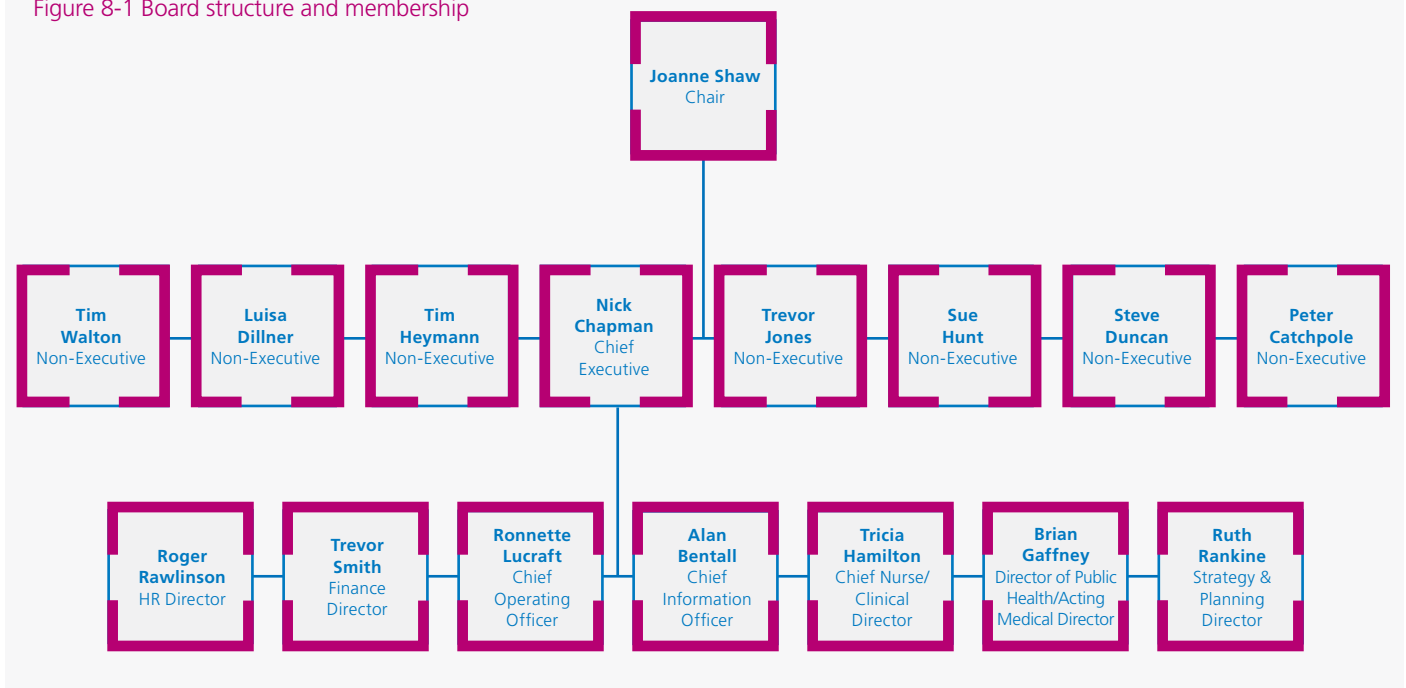 Figure 8-1 Board structure and membership
Joanne Shaw
Chair
Tim
Walton
Non-Executive
Luisa
Dillner
Non-Executive
Tim
Heymann
Non-Executive
Nick
Chapman
Chief
Executive
Trevor
Jones
Non-Executive
Sue
Hunt
Non-Executive
Steve
Duncan
Non-Executive
Peter
Catchpole
Non-Executive
Roger
Rawlinson
HR Director
Trevor
Smith
Finance
Director
Ronnette
Lucraft
Chief
Operating
Officer
Alan
Bentall
Chief
Information
Officer
Tricia
Hamilton
Chief Nurse/
Clinical
Director
Brian
Gaffney
Director of Public
Health/Acting
Medical Director
Ruth
Rankine
Strategy &
Planning
Director